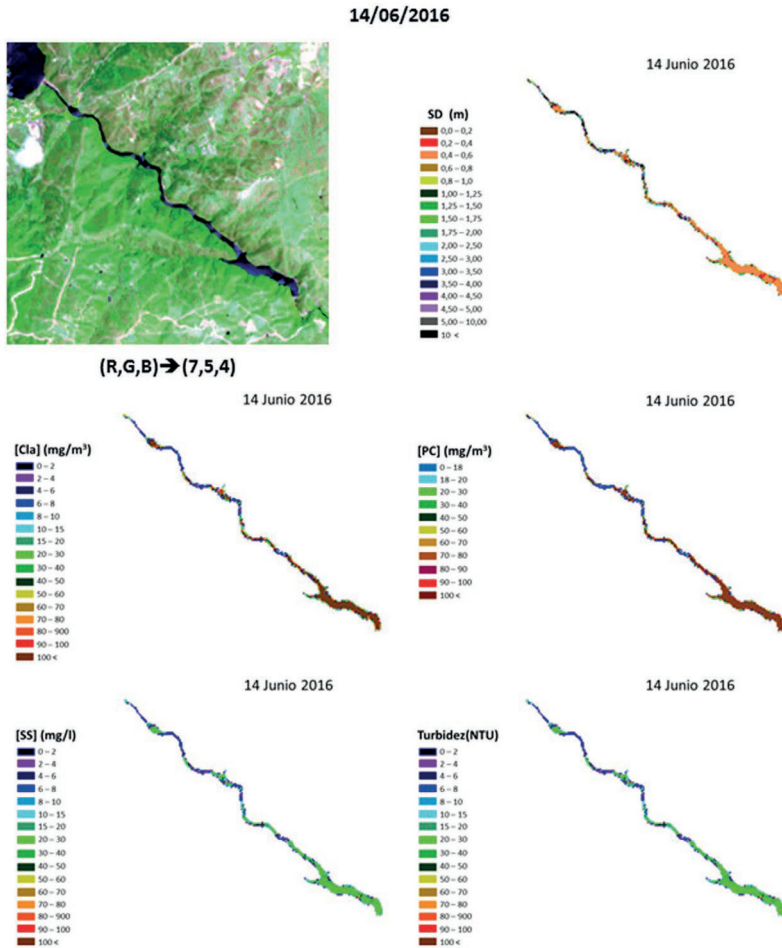 14/06/2016
14 Junio 2016
SD (m)
0,0 – 0,2
0,2 – 0,4
0,4 – 0,6
0,6 – 0,8
0,8 – 1,0
1,00 – 1,25
1,25 – 1,50
1,50 – 1,75
1,75 – 2,00
2,00 – 2,50
2,50 – 3,00
3,00 – 3,50
3,50 – 4,00
4,00 – 4,50
4,50 – 5,00
5,00 – 10,00
10 <
(R,G,B)➔(7,5,4)
14 Junio 2016
[Cla] (mg/m³)
0 – 2
2 – 4
4 – 6
6 – 8
8 – 10
10 – 15
15 – 20
20 – 30
30 – 40
40 – 50
50 – 60
60 – 70
70 – 80
80 – 900
90 – 100
100 <
14 Junio 2016
[PC] (mg/m³)
0 – 18
18 – 20
20 – 30
30 – 40
40 – 50
50 – 60
60 – 70
70 – 80
80 – 90
90 – 100
100 <
14 Junio 2016
[SS] (mg/l)
0 – 2
2 – 4
4 – 6
6 – 8
8 – 10
10 – 15
15 – 20
20 – 30
30 – 40
40 – 50
50 – 60
60 – 70
70 – 80
80 – 900
90 – 100
100 <
14 Junio 2016
Turbidez(NTU)
0 – 2
2 – 4
4 – 6
6 – 8
8 – 10
10 – 15
15 – 20
20 – 30
30 – 40
40 – 50
50 – 60
60 – 70
70 – 80
80 – 900
90 – 100
100 <